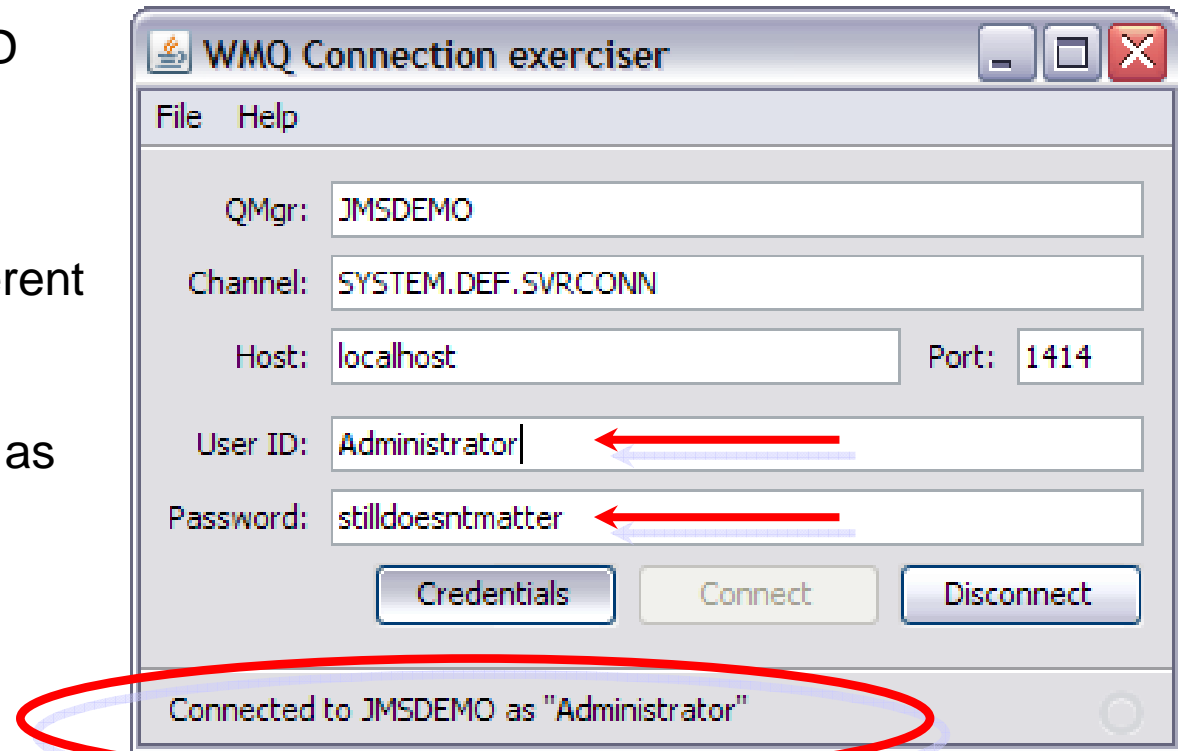 WMQ Connection exerciser
File Help
QMgr: JMSDEMO
Channel: SYSTEM.DEF.SVRCONN
Host: localhost Port: 1414
User ID: Administrator
Password: stilldoesntmatter
Credentials Connect Disconnect
Connected to JMSDEMO as "Administrator"
as